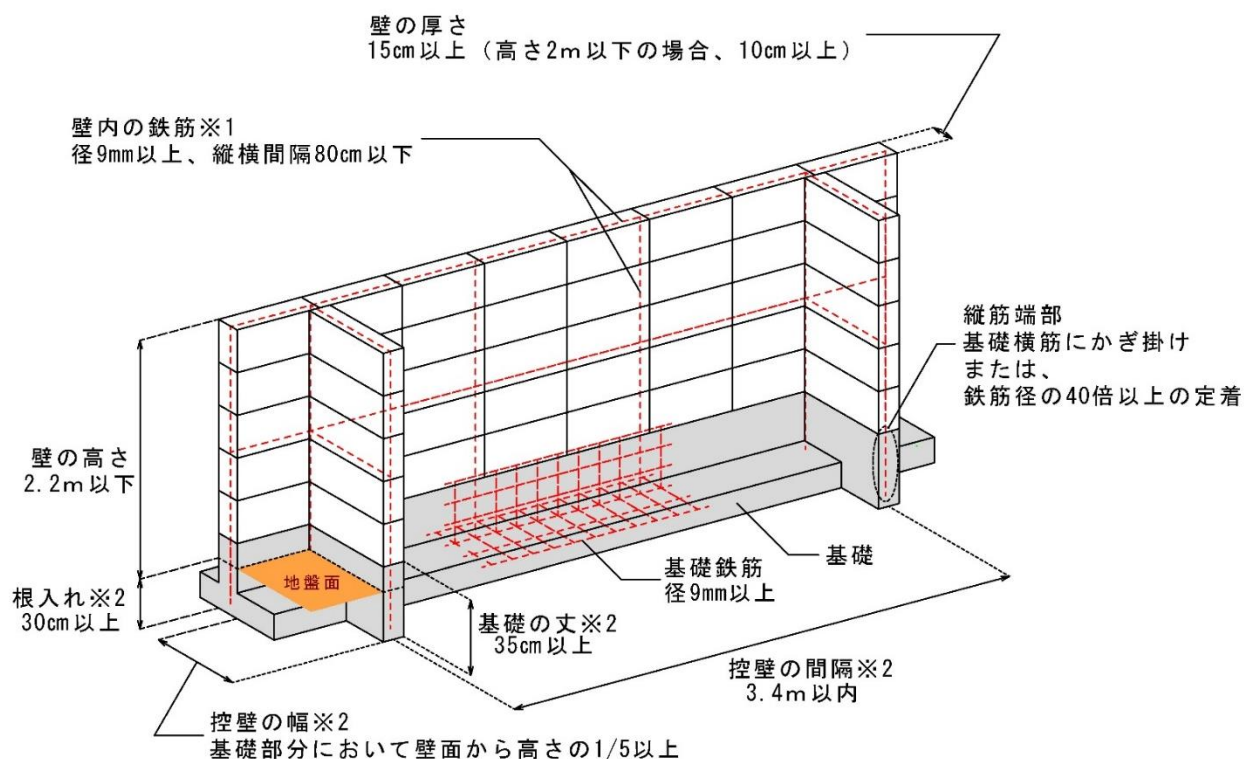 壁の厚さ
15cm以上（高さ2m以下の場合、10cm以上）
壁内の鉄筋※1
径9mm以上、縦横間隔80cm以下
縦筋端部
基礎横筋にかぎ掛け
または、
鉄筋径の40倍以上の定着
壁の高さ
2.2m以下
地盤面
基礎
基礎鉄筋
径9mm以上
根入れ※2
30cm以上
基礎の丈※2
35cm以上
控壁の間隔※2
3.4m以内
控壁の幅※2
基礎部分において壁面から高さの1/5以上